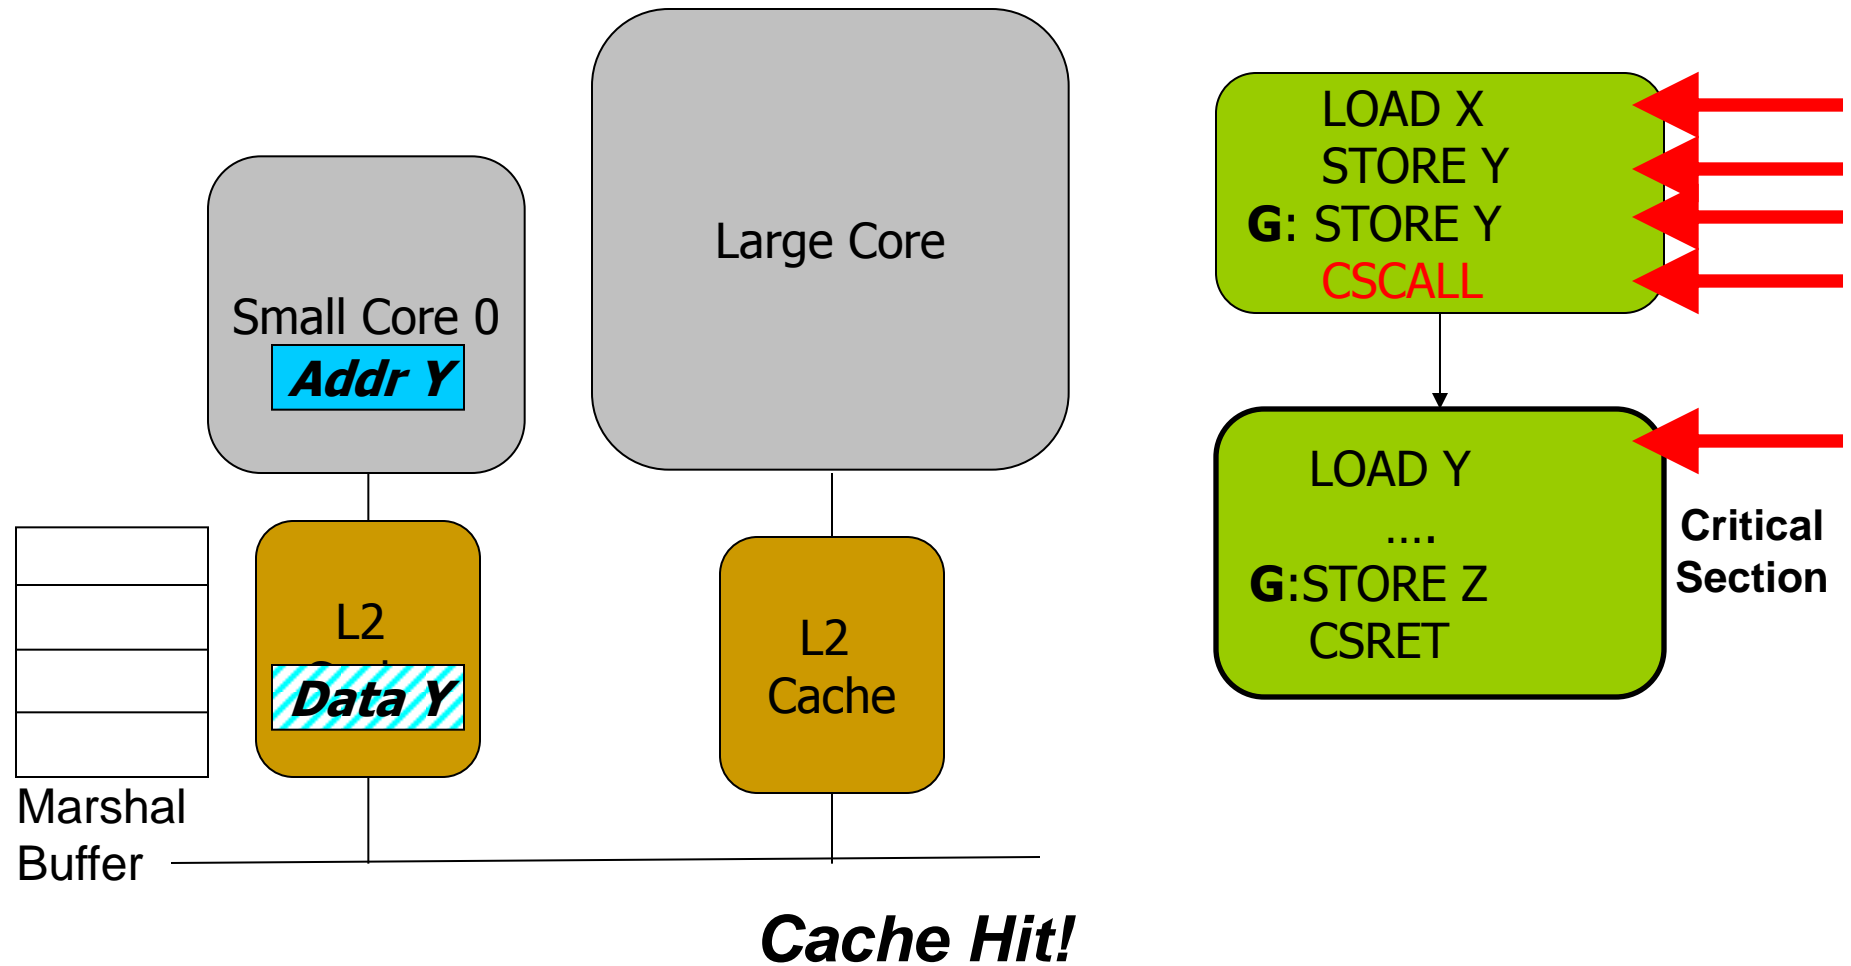 Large Core
Small Core 0
Addr Y
L2
Data Y
L2
Cache
Marshal
Buffer
LOAD X
STORE Y
G: STORE Y
CSCALL
LOAD Y
....
G:STORE Z
CSRET
Critical
Section
Cache Hit!